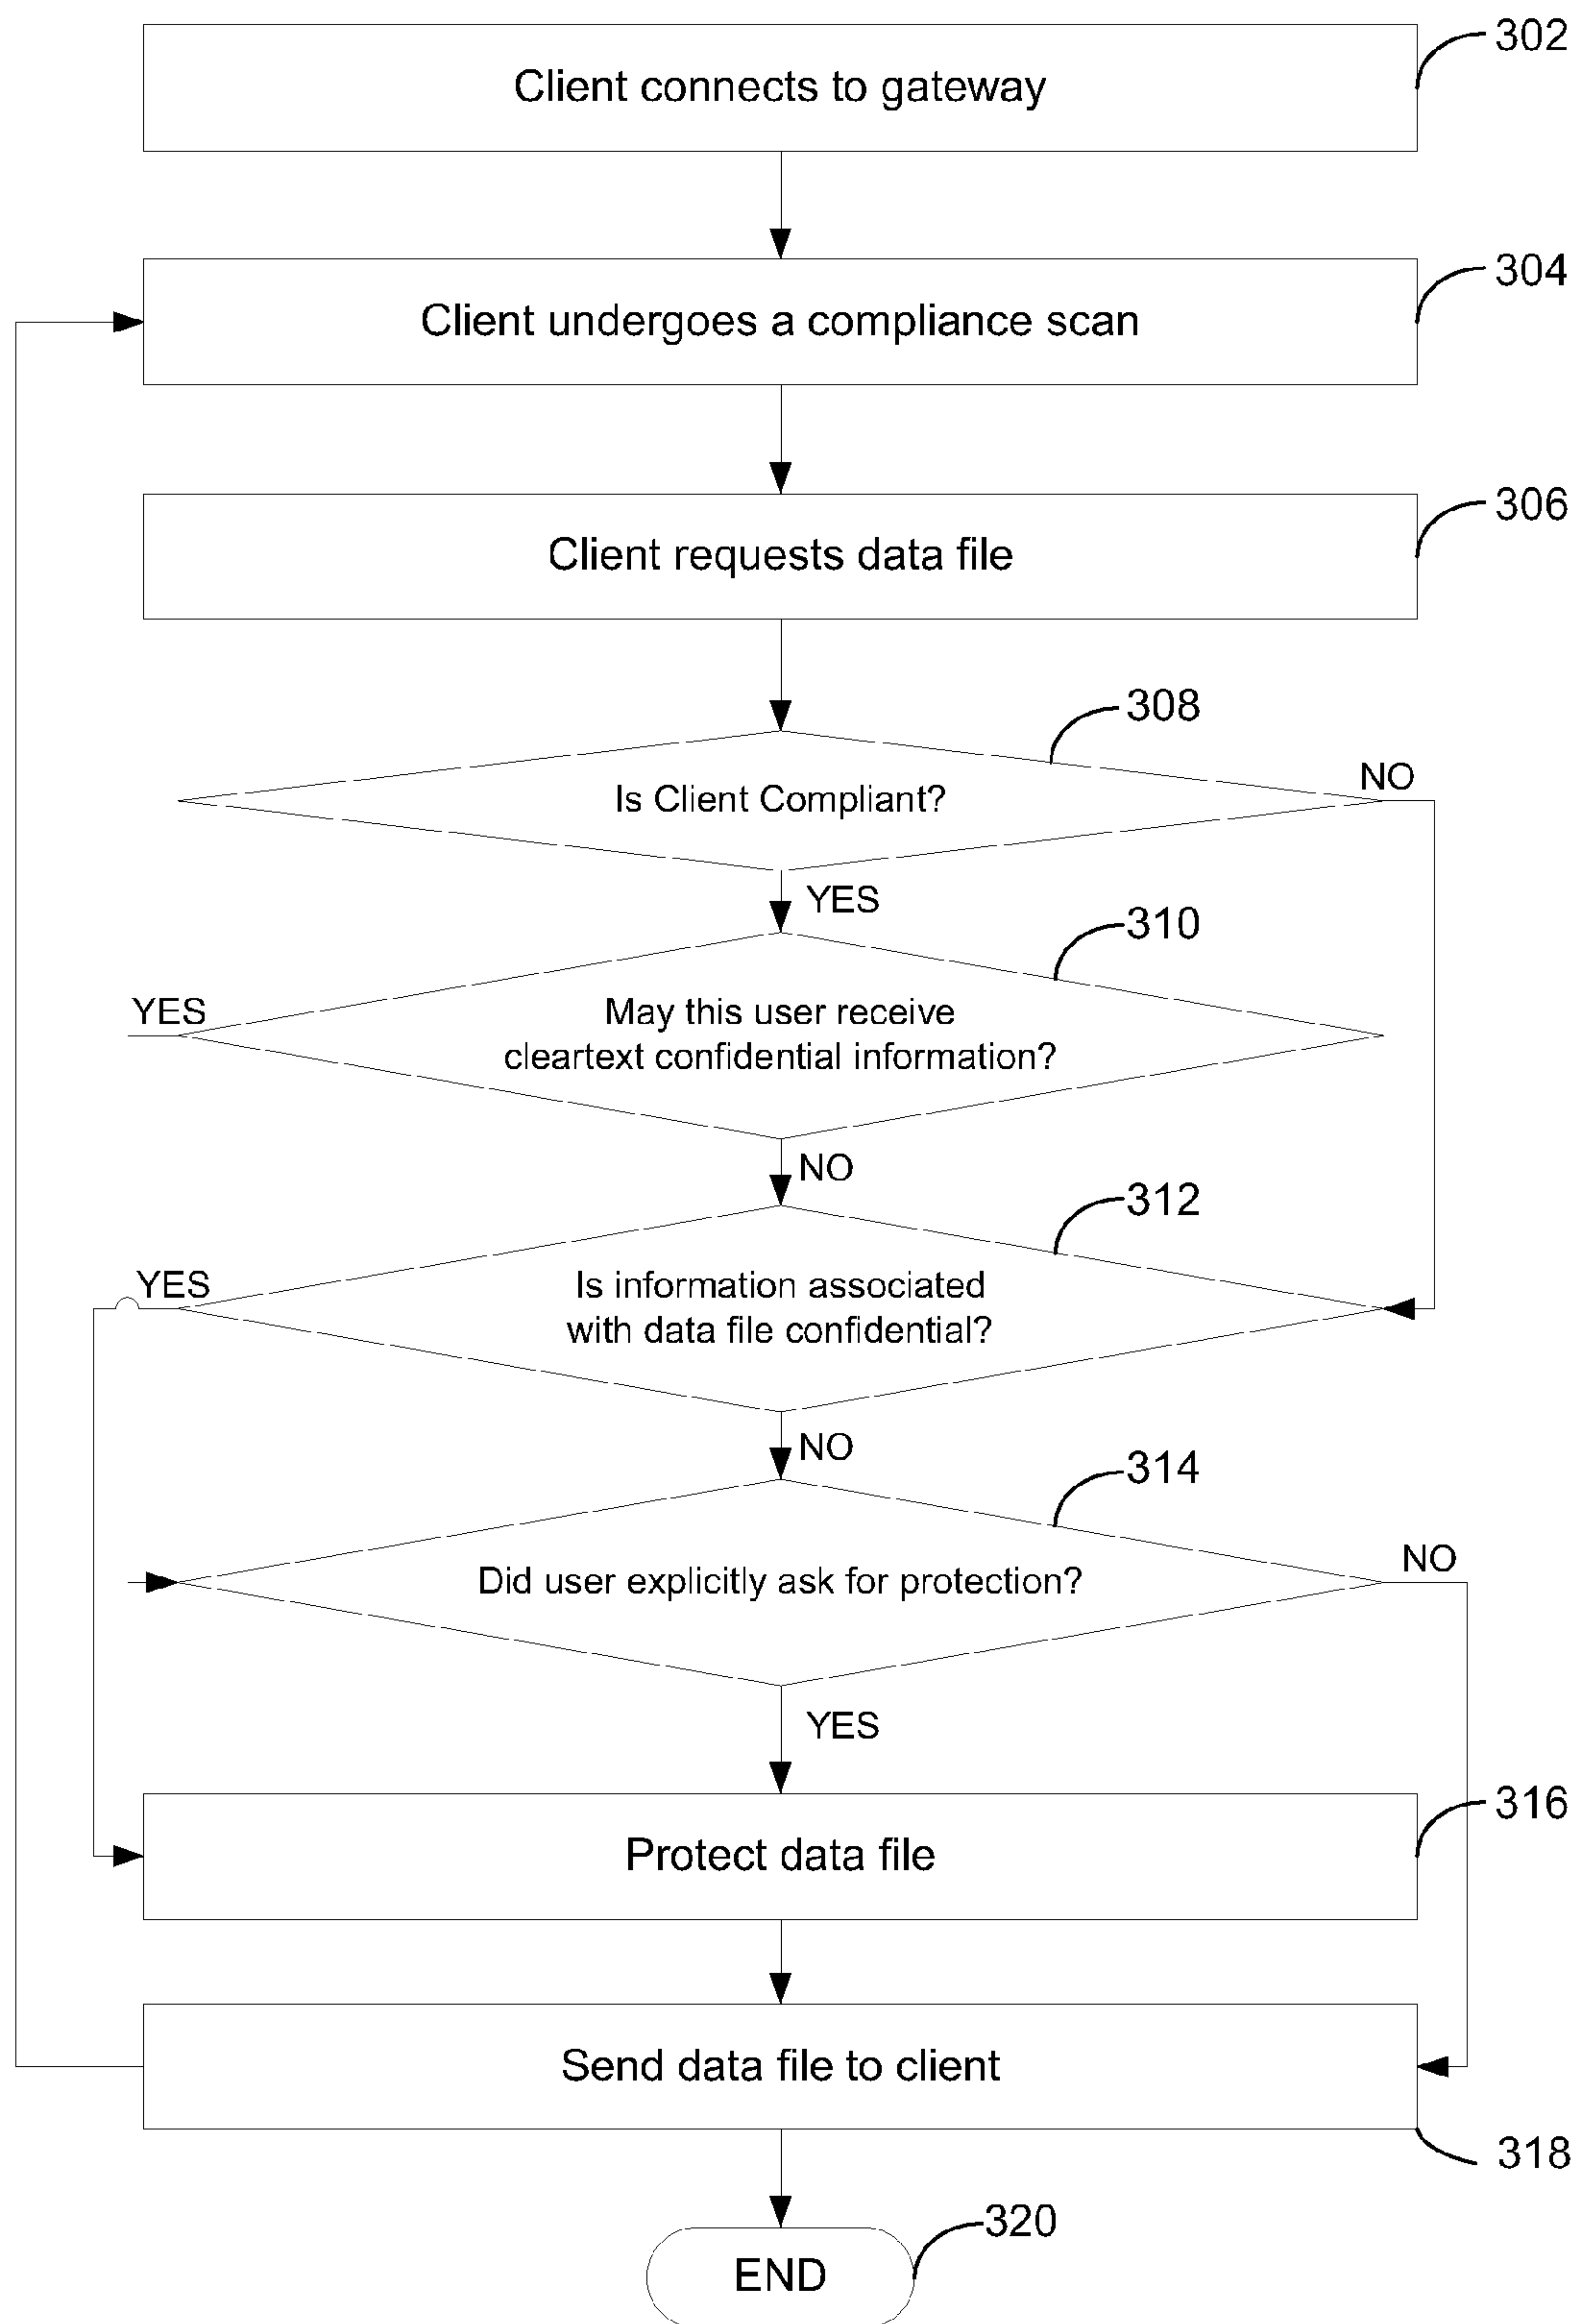 302
Client connects to gateway
304
Client undergoes a compliance scan
306
Client requests data file
308
NO
Is Client Compliant?
YES
310
YES
May this user receive
cleartext confidential information?
NO
312
YES
Is information associated
with data file confidential?
NO
314
NO
Did user explicitly ask for protection?
YES
316
Protect data file
Send data file to client
318
320
END